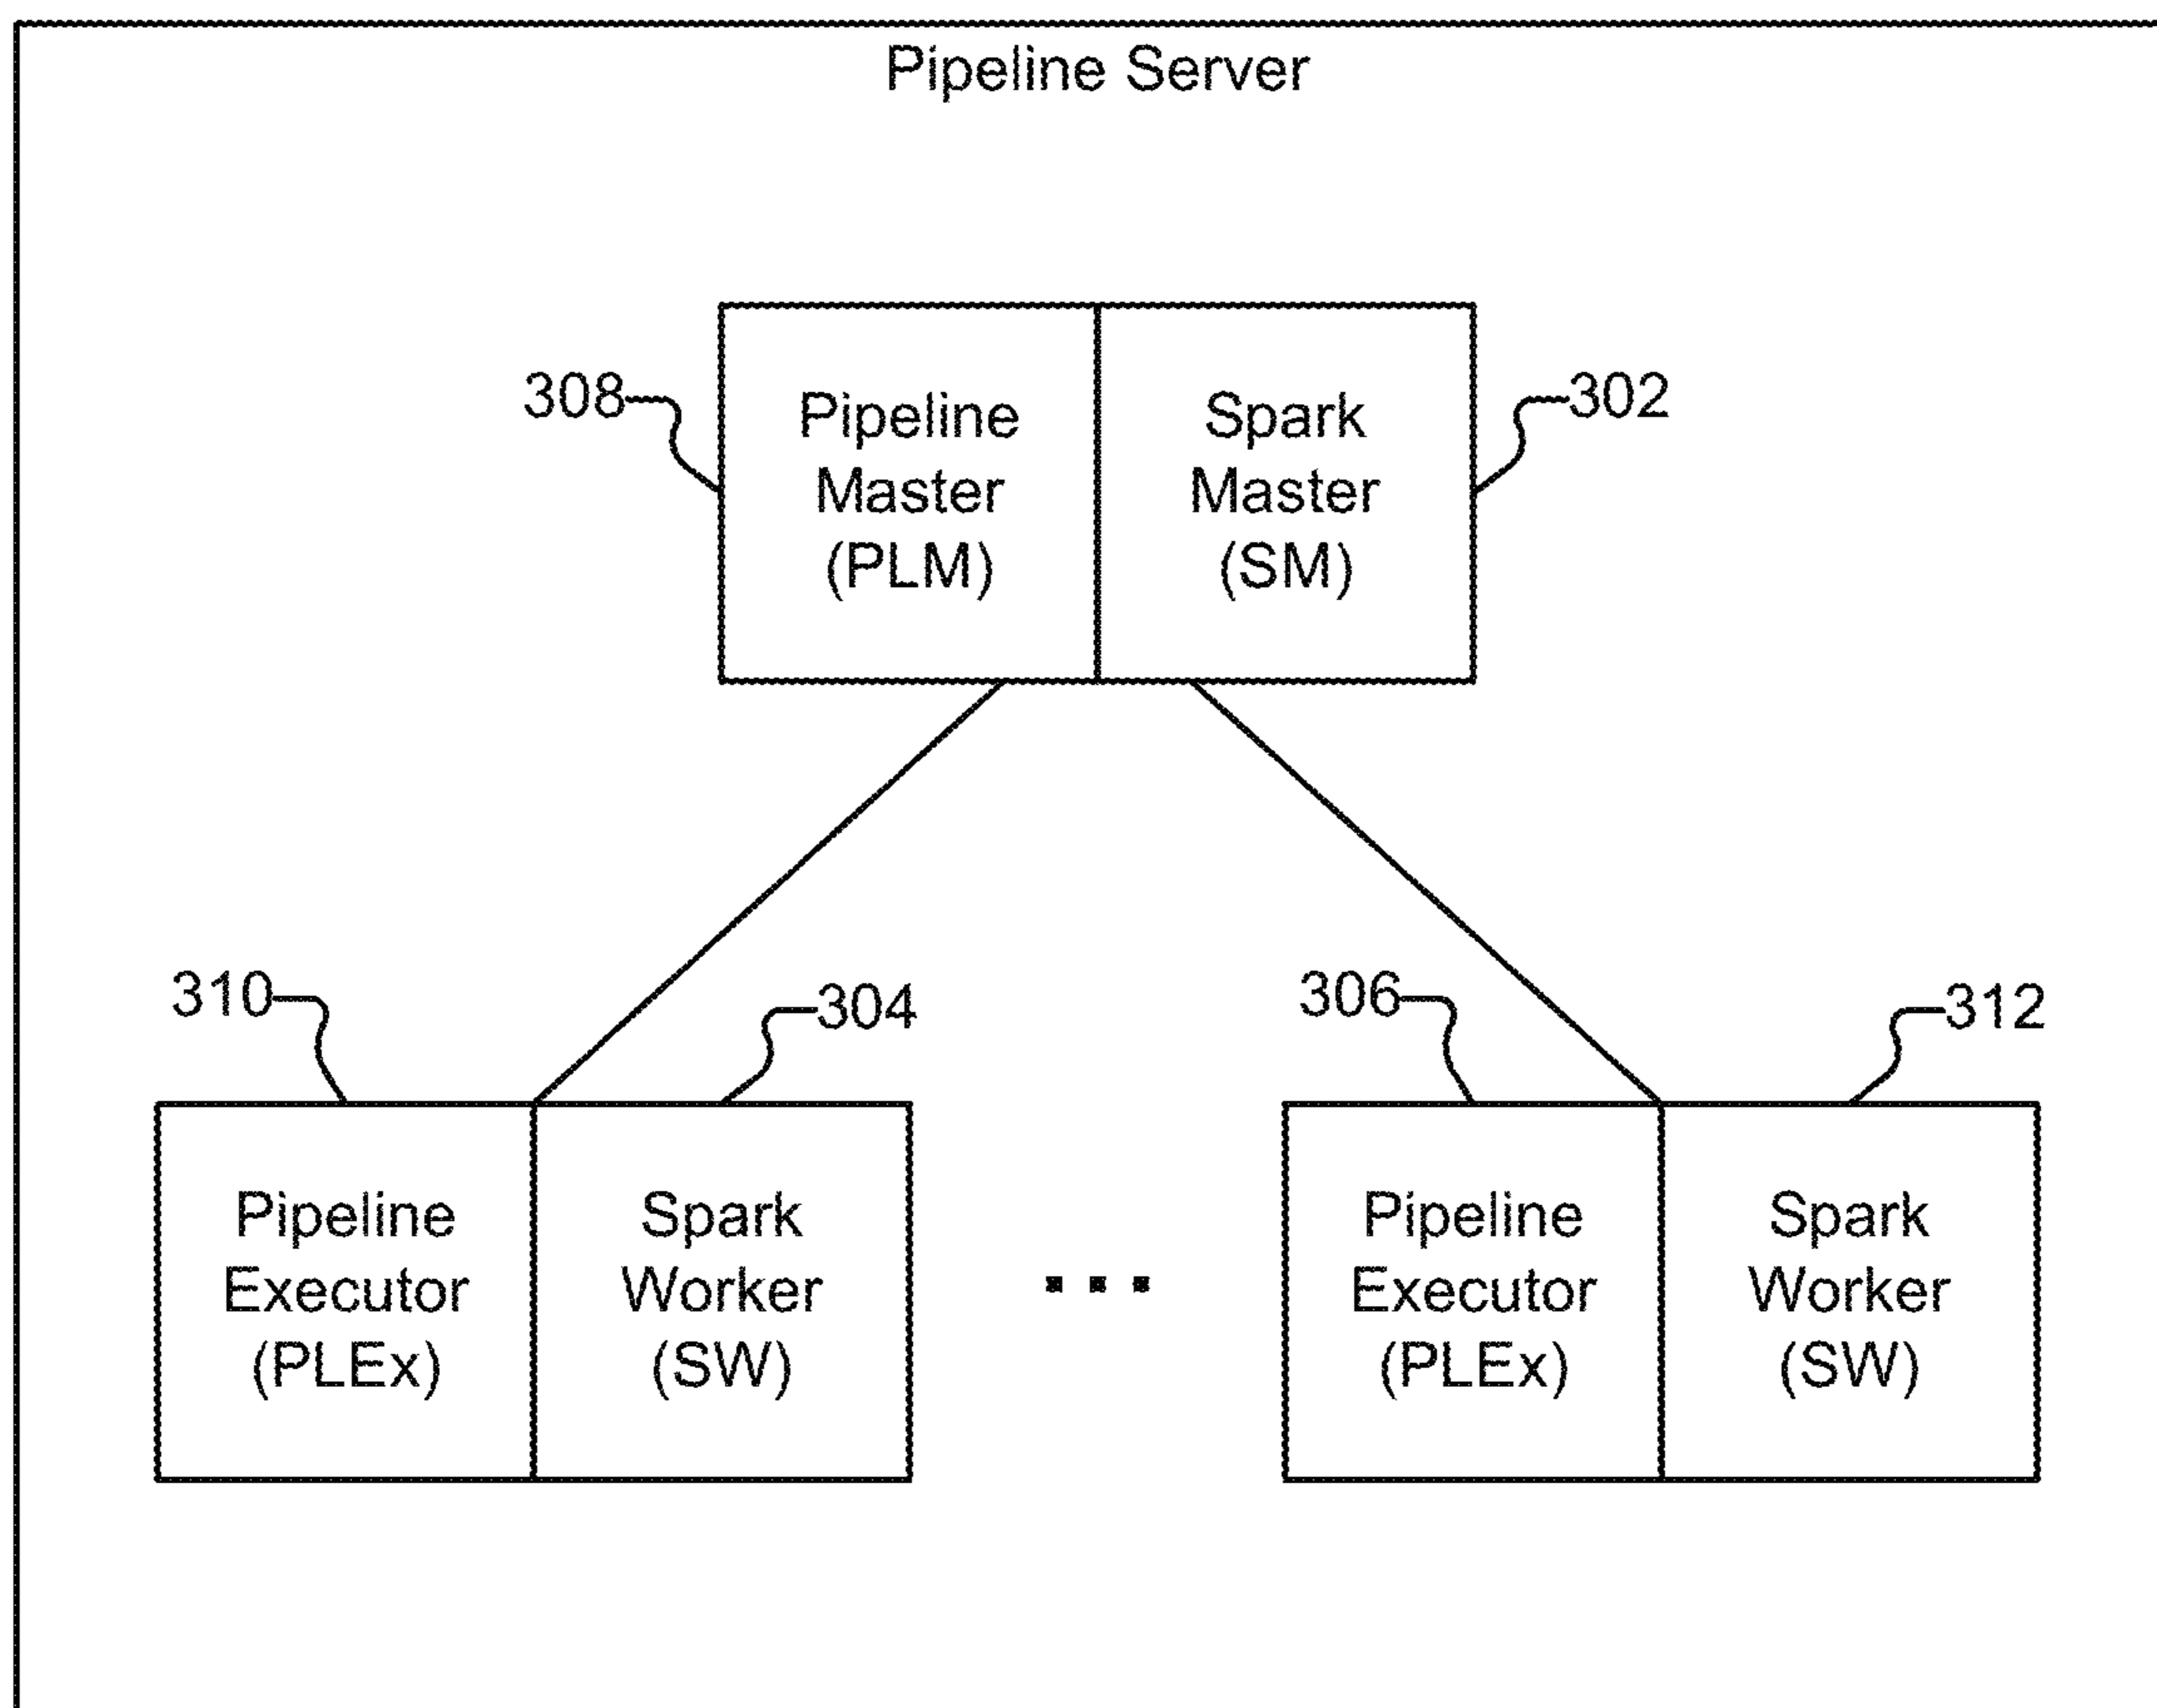 Pipeline Server
308
Pipeline
Master
(PLM)
Spark
Master
(SM)
302
310
304
Pipeline
Executor
(PLEx)
Spark
Worker
(SW)
...
306
312
Pipeline
Executor
(PLEx)
Spark
Worker
(SW)